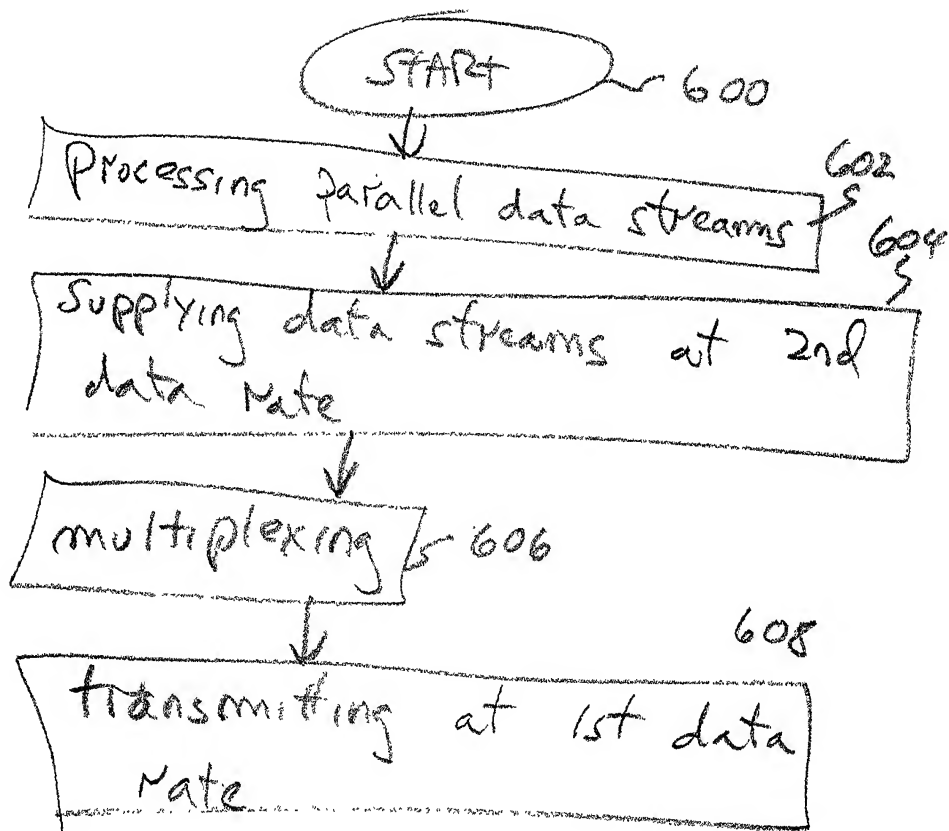 START 600
Processing parallel data streams 602
604
Supplying data streams at 2nd
data rate
multiplexing 606
608
transmitting at 1st data
rate